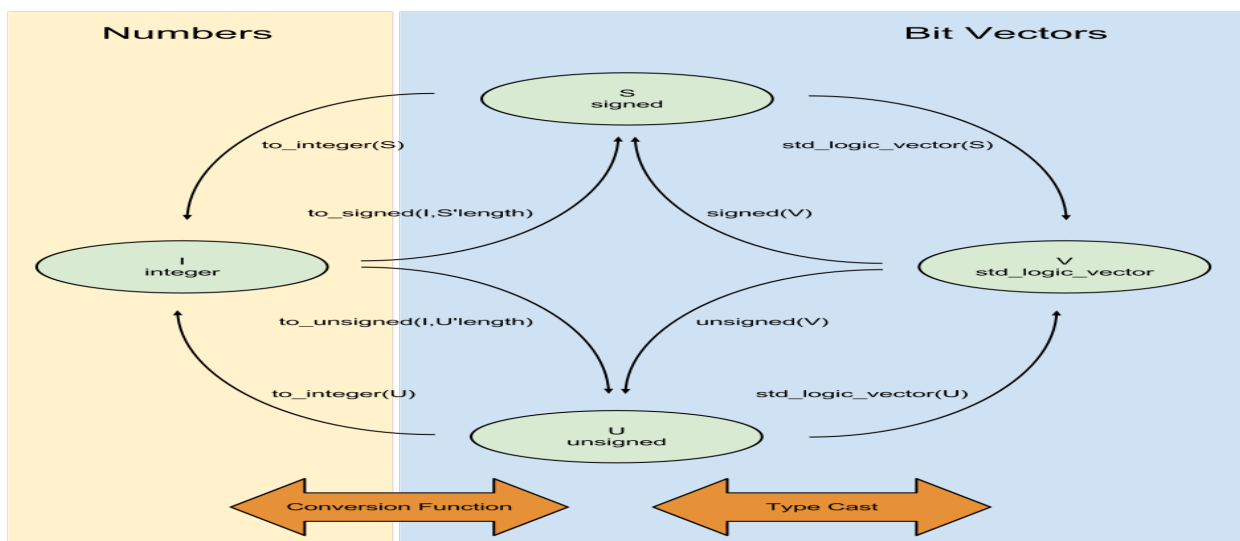 Numbers
Bit Vectors
S
signed
to_integer(S)
std_logic_vector(S)
to_signed(I,S'length)
signed(V)
I
integer
V
std_logic_vector
to_unsigned(I,U'length)
unsigned(V)
to_integer(U)
std_logic_vector(U)
U
unsigned
Conversion Function
Type Cast